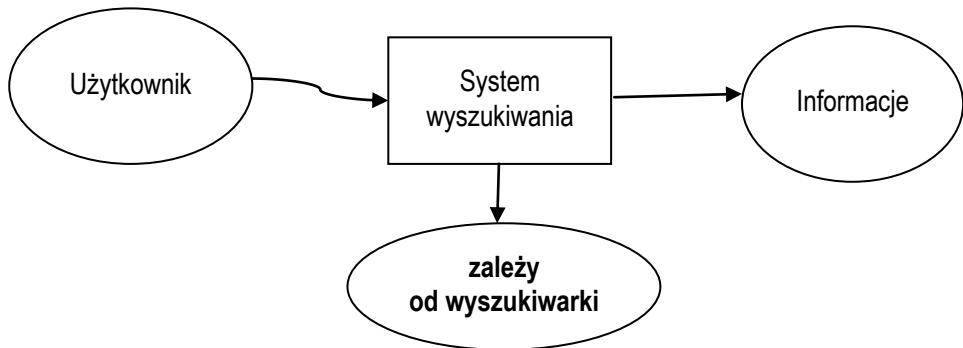 Użytkownik
System
wyszukiwania
Informacje
zależy
od wyszukiwarki